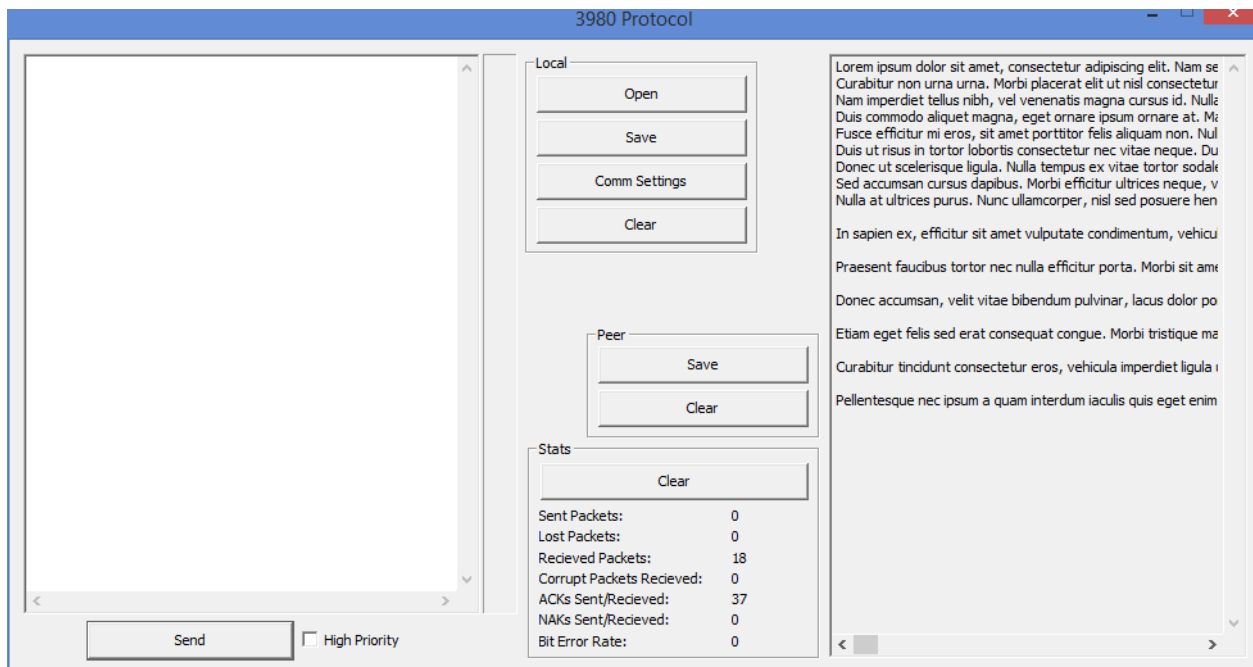 3980 Protocol
Local
Open
Save
Comm Settings
Clear
Peer
Save
Clear
Stats
Clear
Sent Packets: 0
Lost Packets: 0
Recieved Packets: 18
Corrupt Packets Recieved: 0
ACKs Sent/Recieved: 37
NAKs Sent/Recieved: 0
Bit Error Rate: 0
Send
High Priority
Lorem ipsum dolor sit amet, consectetur adipiscing elit. Nam se
Curabitur non urna urna. Morbi placerat elit ut nisl consectetur
Nam imperdiet tellus nibh, vel venenatis magna cursus id. Nulla
Duis commodo aliquet magna, eget ornare ipsum ornare at. Ma
Fusce efficitur mi eros, sit amet porttitor felis aliquam non. Nul
Duis ut risus in tortor lobortis consectetur nec vitae neque. Du
Donec ut scelerisque ligula. Nulla tempus ex vitae tortor sodale
Sed accumsan cursus dapibus. Morbi efficitur ultrices neque, v
Nulla at ultrices purus. Nunc ullamcorper, nisl sed posuere hen
In sapien ex, efficitur sit amet vulputate condimentum, vehicul
Praesent faucibus tortor nec nulla efficitur porta. Morbi sit ame
Donec accumsan, velit vitae bibendum pulvinar, lacus dolor po
Etiam eget felis sed erat consequat congue. Morbi tristique ma
Curabitur tincidunt consectetur eros, vehicula imperdiet ligula
Pellentesque nec ipsum a quam interdum iaculis quis eget enim